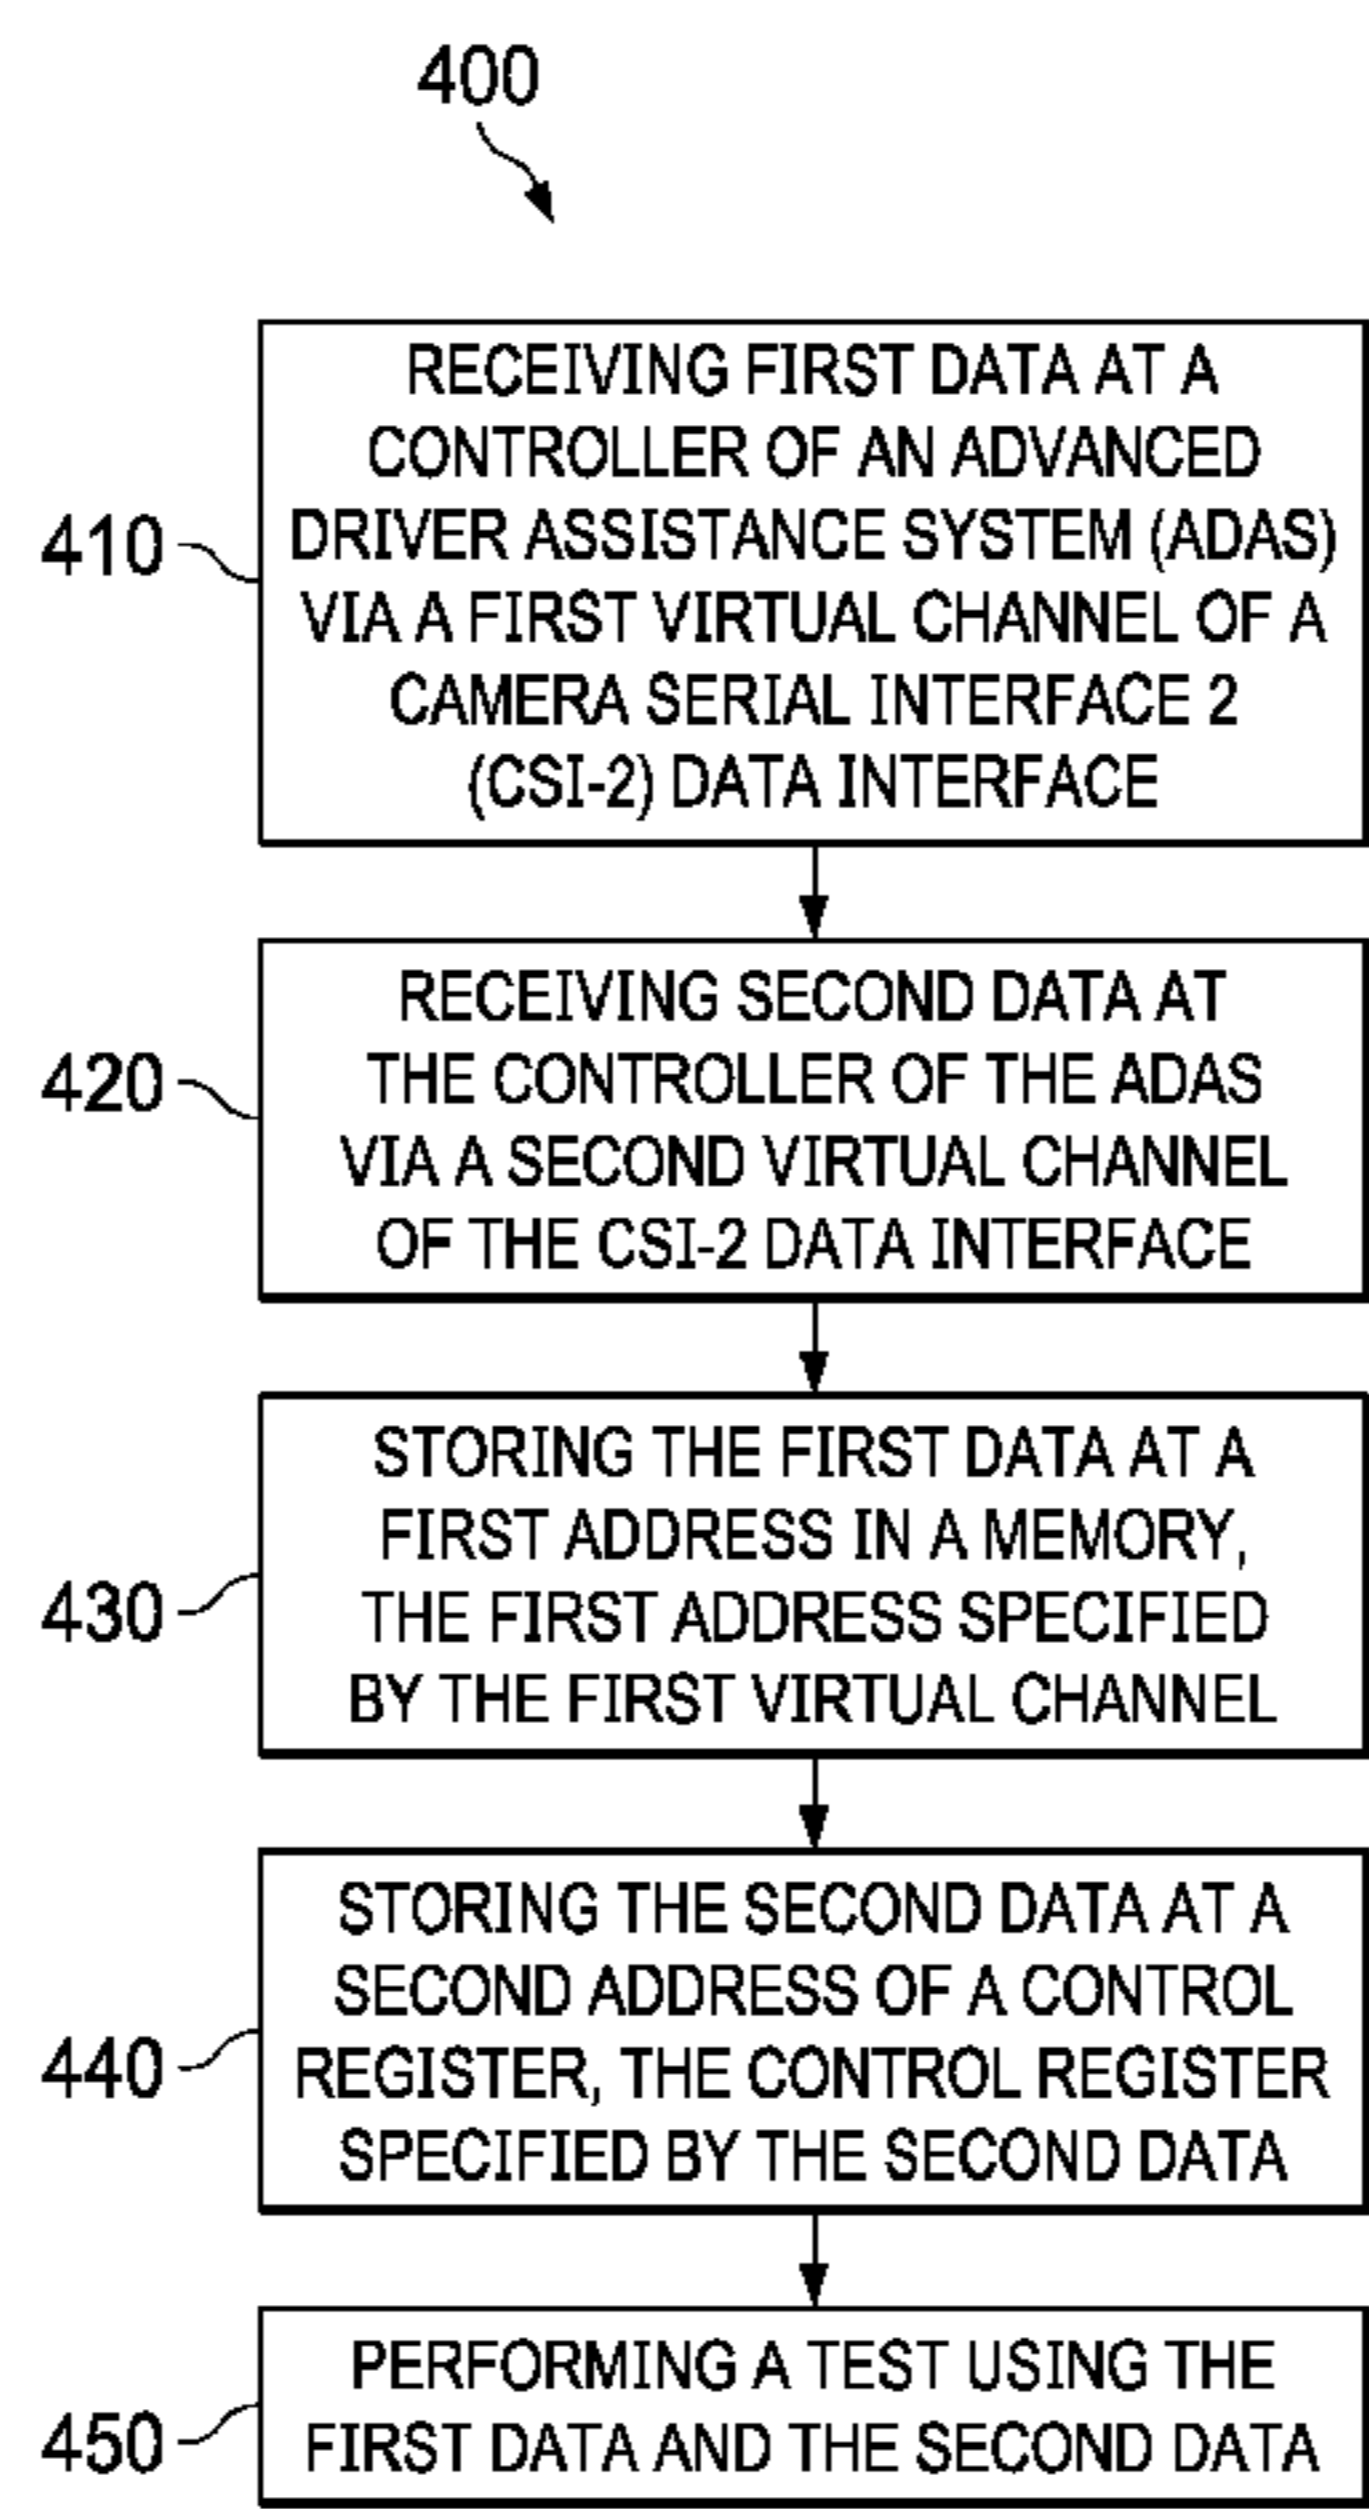 400
410
RECEIVING FIRST DATA AT A
CONTROLLER OF AN ADVANCED
DRIVER ASSISTANCE SYSTEM (ADAS)
VIA A FIRST VIRTUAL CHANNEL OF A
CAMERA SERIAL INTERFACE 2
(CSI-2) DATA INTERFACE
420
RECEIVING SECOND DATA AT
THE CONTROLLER OF THE ADAS
VIA A SECOND VIRTUAL CHANNEL
OF THE CSI-2 DATA INTERFACE
430
STORING THE FIRST DATA AT A
FIRST ADDRESS IN A MEMORY,
THE FIRST ADDRESS SPECIFIED
BY THE FIRST VIRTUAL CHANNEL
440
STORING THE SECOND DATA AT A
SECOND ADDRESS OF A CONTROL
REGISTER, THE CONTROL REGISTER
SPECIFIED BY THE SECOND DATA
450
PERFORMING A TEST USING THE
FIRST DATA AND THE SECOND DATA